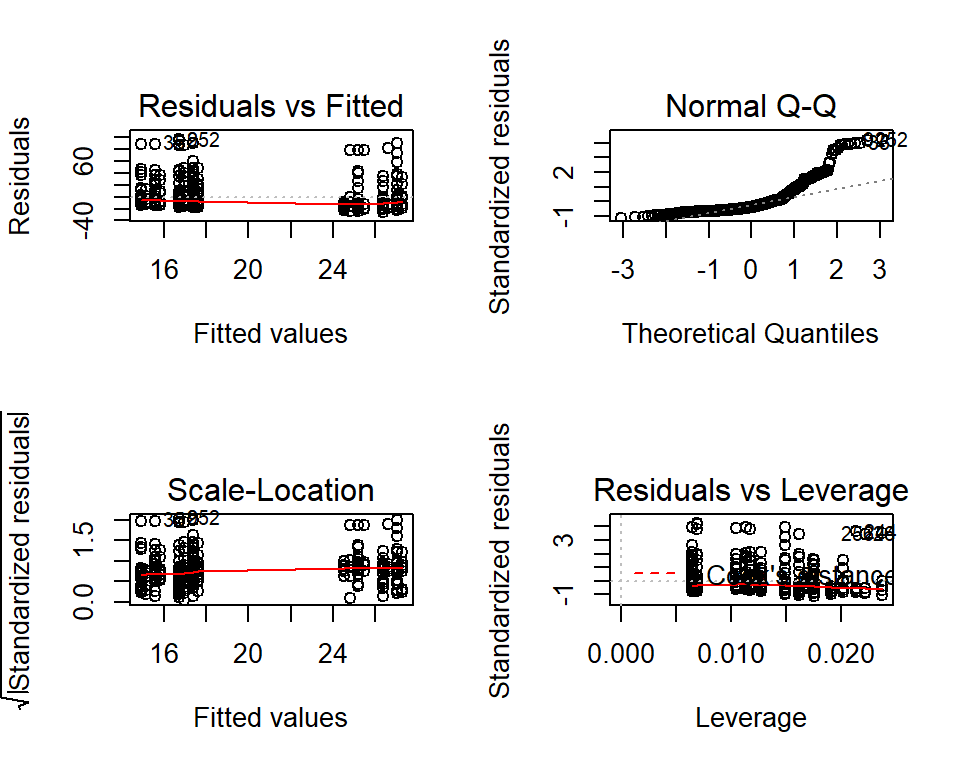 Residuals vs Fitted
Residuals
-40
60
16
20
24
Fitted values
Normal Q-Q
Standardized residuals
-1
2
-3
-1
0
1
2
3
Theoretical Quantiles
Scale-Location
√|Standardized residuals|
0.0
1.5
16
20
24
Fitted values
Residuals vs Leverage
Standardized residuals
-1
3
Cook's distance
0.000
0.010
0.020
Leverage